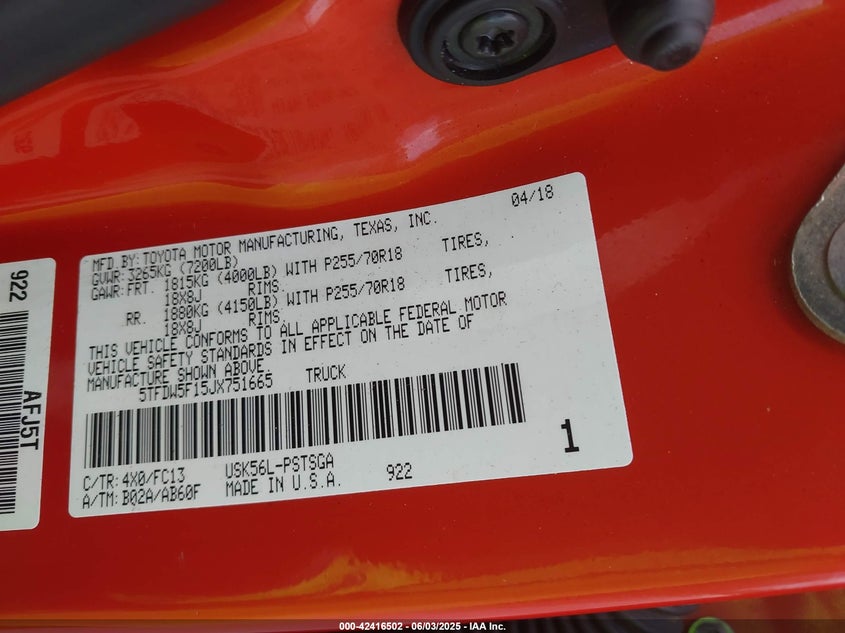 04/18
MFD.BY:TOYOTA MOTOR MANUFACTURING, TEXAS, INC.
GVWR:3265KG (7200LB)
GAWR:FRT. 1815KG (4000LB) WITH P255/70R18 TIRES,
18X8J RIMS.
RR. 1880KG (4150LB) WITH P255/70R18 TIRES,
18X8J RIMS.
THIS VEHICLE CONFORMS TO ALL APPLICABLE FEDERAL MOTOR
VEHICLE SAFETY STANDARDS IN EFFECT ON THE DATE OF
MANUFACTURE SHOWN ABOVE.
5TFDW5F15JX751665 TRUCK
1
C/TR:4X0/FC13 USK56L-PSTSGA
A/TM:B02A/AB60F MADE IN U.S.A. 922
922
AFJ5T
000-42416502 - 06/03/2025 - IAA Inc.